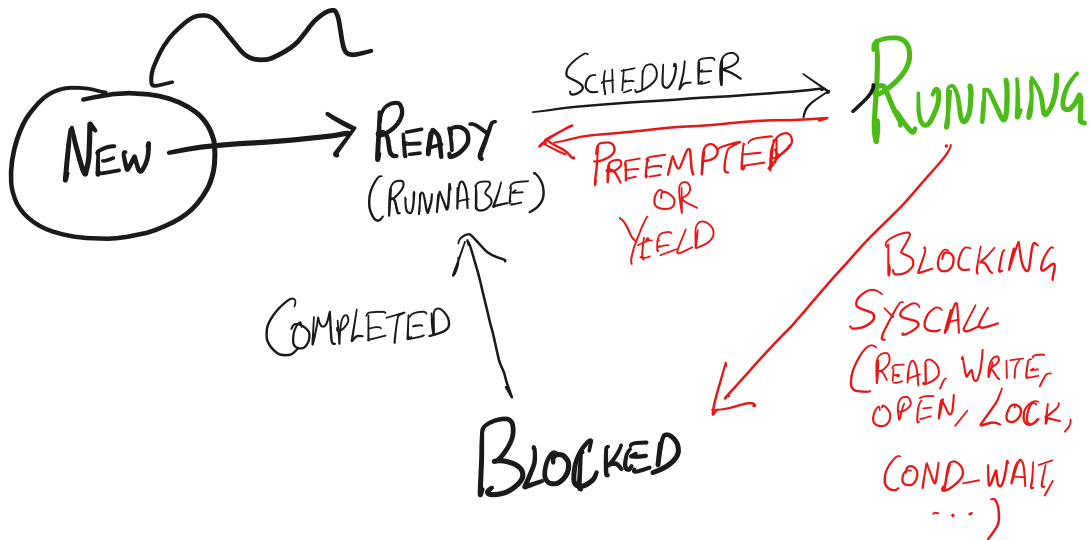 NEW
READY
(RUNNABLE)
SCHEDULER
PREEMPTED
OR
YIELD
RUNNING
BLOCKING
SYSCALL
(READ, WRITE,
OPEN, LOCK,
COND_WAIT,
...)
COMPLETED
BLOCKED